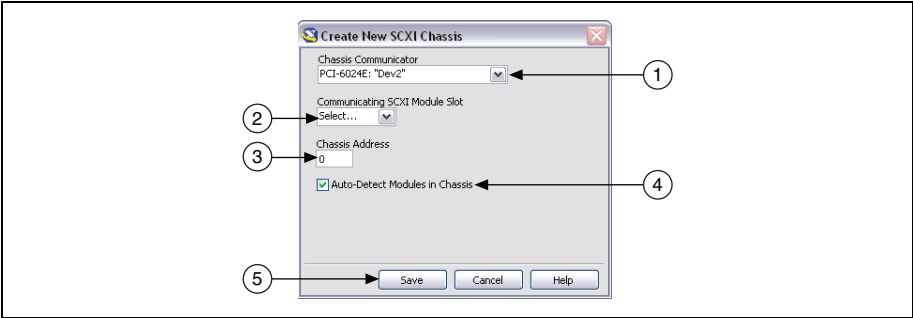 Create New SCXI Chassis
Chassis Communicator
PCI-6024E: "Dev2"
1
Communicating SCXI Module Slot
2
Select...
Chassis Address
3
0
Auto-Detect Modules in Chassis
4
5
Save Cancel Help